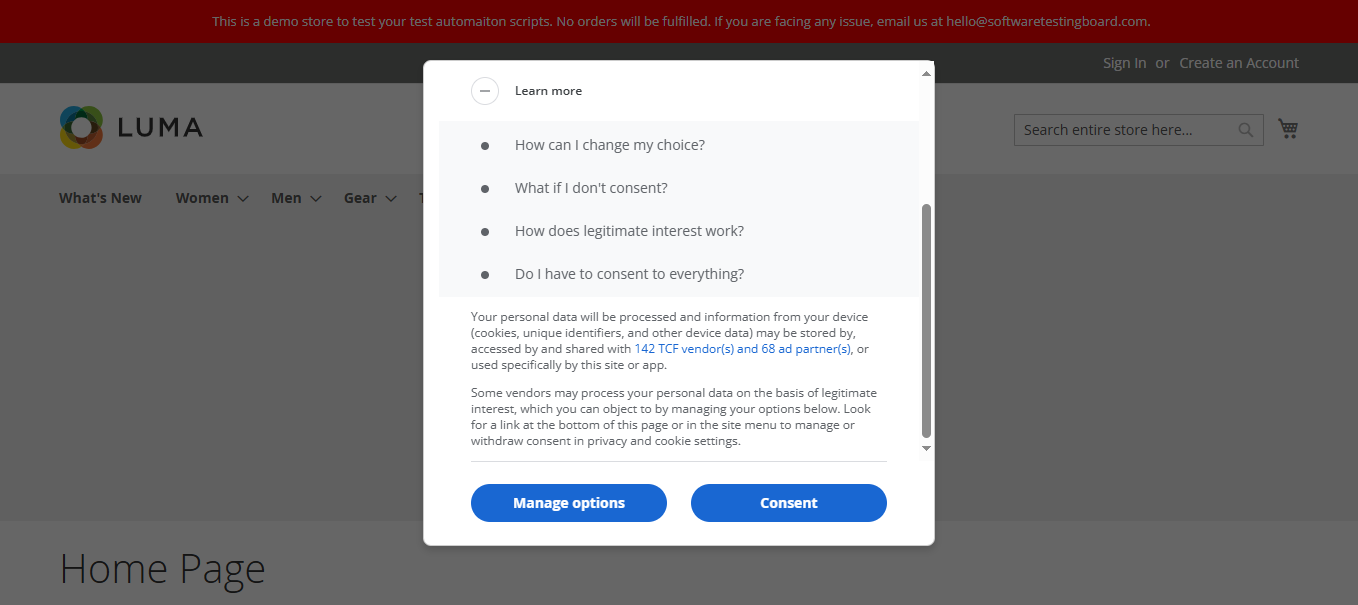 This is a demo store to test your test automaiton scripts. No orders will be fulfilled. If you are facing any issue, email us at hello@softwaretestingboard.com.
Sign In or Create an Account
LUMA
Search entire store here...
What's New Women Men Gear
Learn more
How can I change my choice?
What if I don't consent?
How does legitimate interest work?
Do I have to consent to everything?
Your personal data will be processed and information from your device
(cookies, unique identifiers, and other device data) may be stored by,
accessed by and shared with 142 TCF vendor(s) and 68 ad partner(s), or
used specifically by this site or app.
Some vendors may process your personal data on the basis of legitimate
interest, which you can object to by managing your options below. Look
for a link at the bottom of this page or in the site menu to manage or
withdraw consent in privacy and cookie settings.
Manage options Consent
Home Page